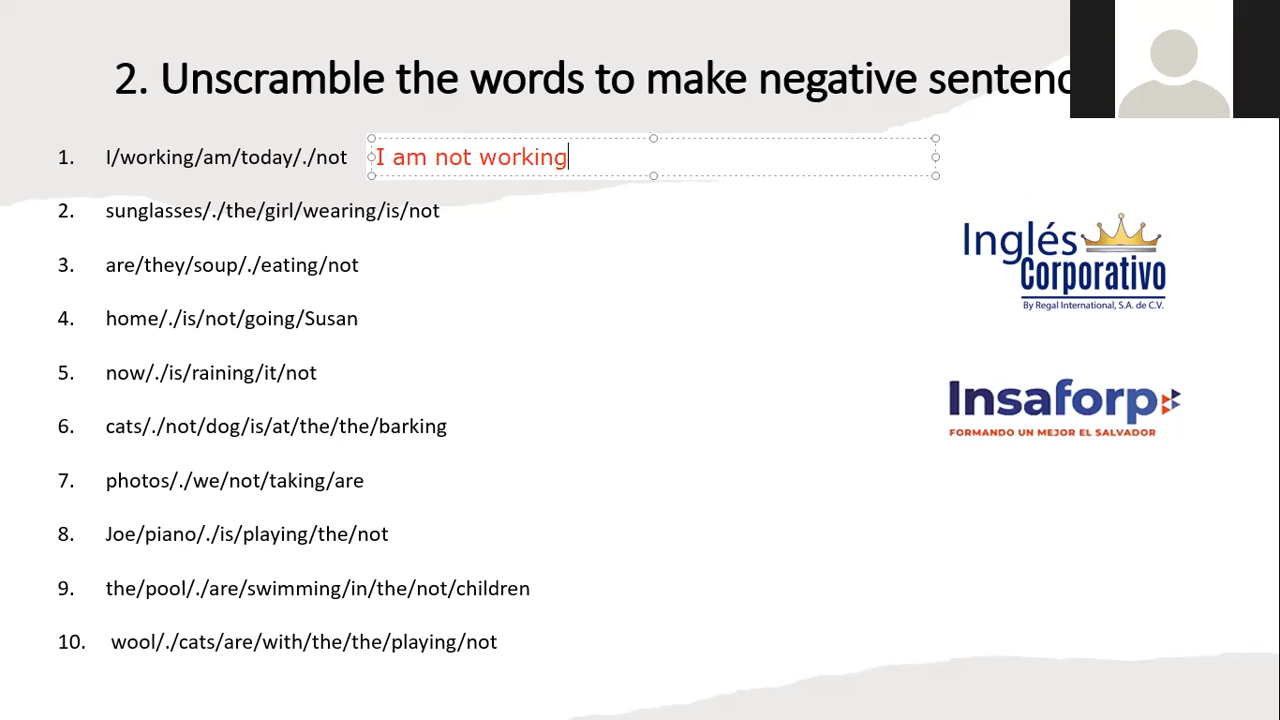 2. Unscramble the words to make negative
1. I/working/am/today/./not I am not working
2. sunglasses/./the/girl/wearing/is/not
3. are/they/soup/./eating/not
4. home/./is/not/going/Susan
5. now/./is/raining/it/not
6. cats/./not/dog/is/at/the/the/barking
7. photos/./we/not/taking/are
8. Joe/piano/./is/playing/the/not
9. the/pool/./are/swimming/in/the/not/children
10. wool/./cats/are/with/the/the/playing/not
Inglés
Corporativo
By Regal International, S.A. de C.V.
Insaforp
FORMANDO UN MEJOR EL SALVADOR